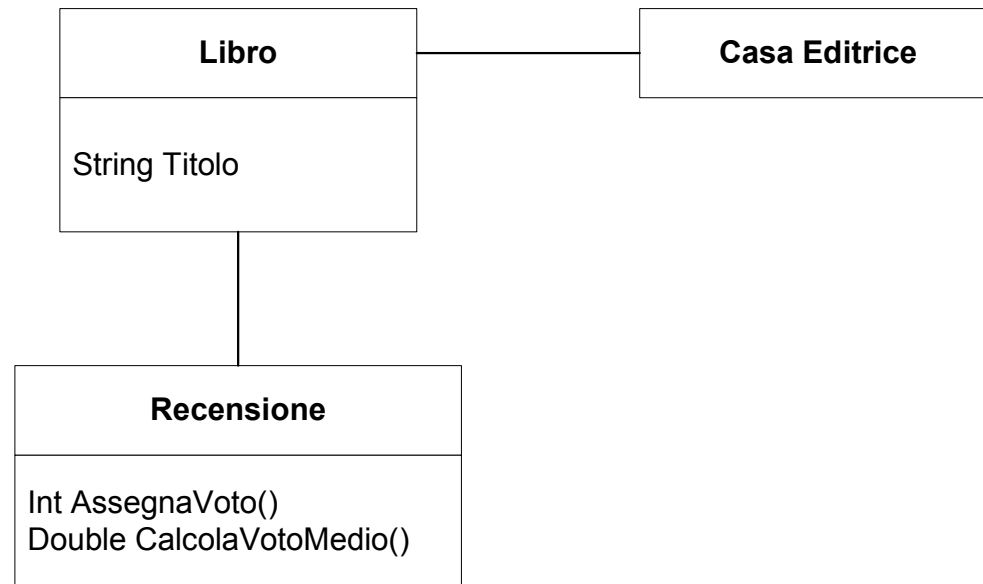 Libro
Casa Editrice
String Titolo
Recensione
Int AssegnaVoto()
Double CalcolaVotoMedio()